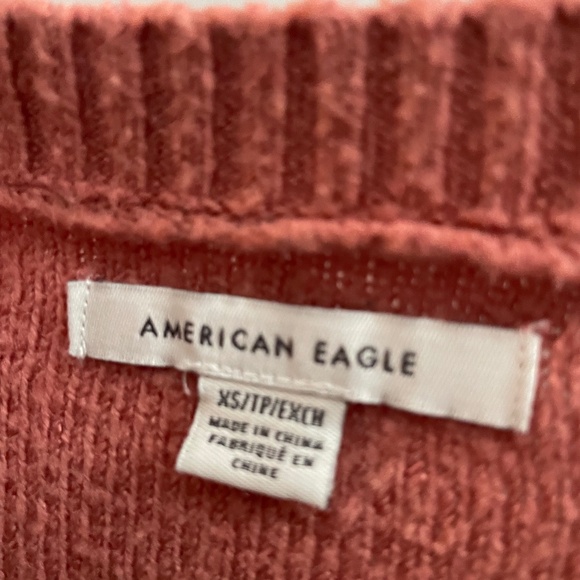 AMERICAN EAGLE
XS/TP/EXCH
MADE IN CHINA
FABRIQUÉ EN
CHINE